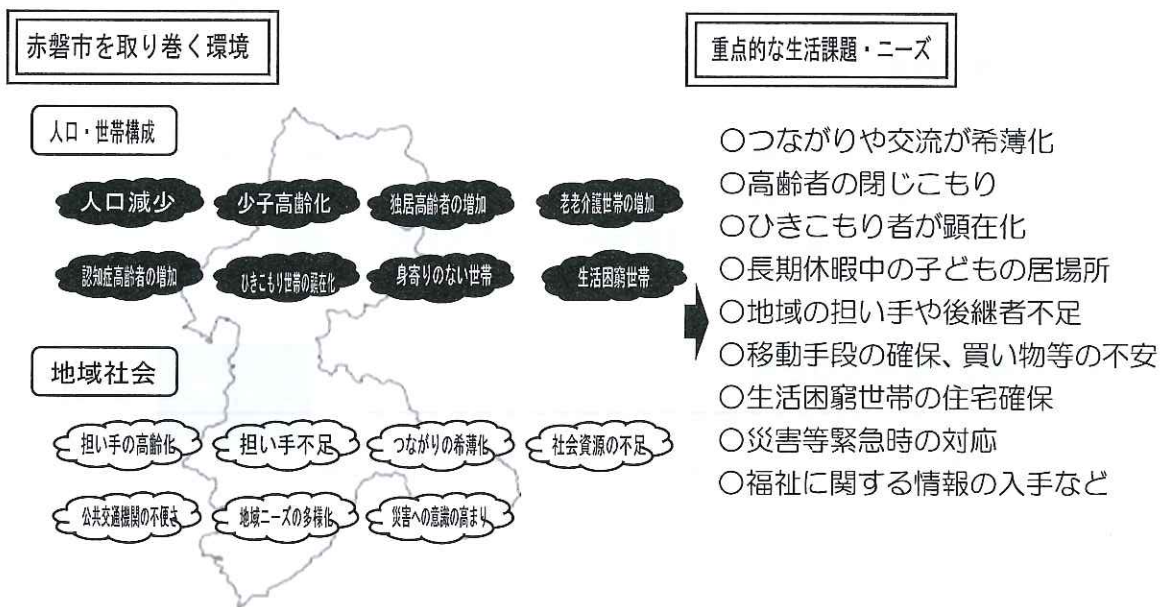 赤磐市を取り巻く環境
人口・世帯構成
人口減少
少子高齢化
独居高齢者の増加
老老介護世帯の増加
認知症高齢者の増加
ひきこもり世帯の顕在化
身寄りのない世帯
生活困窮世帯
地域社会
担い手の高齢化
担い手不足
つながりの希薄化
社会資源の不足
公共交通機関の不便さ
地域ニーズの多様化
災害への意識の高まり
重点的な生活課題・ニーズ
○つながりや交流が希薄化
○高齢者の閉じこもり
○ひきこもり者が顕在化
○長期休暇中の子どもの居場所
○地域の担い手や後継者不足
○移動手段の確保、買い物等の不安
○生活困窮世帯の住宅確保
○災害等緊急時の対応
○福祉に関する情報の入手など